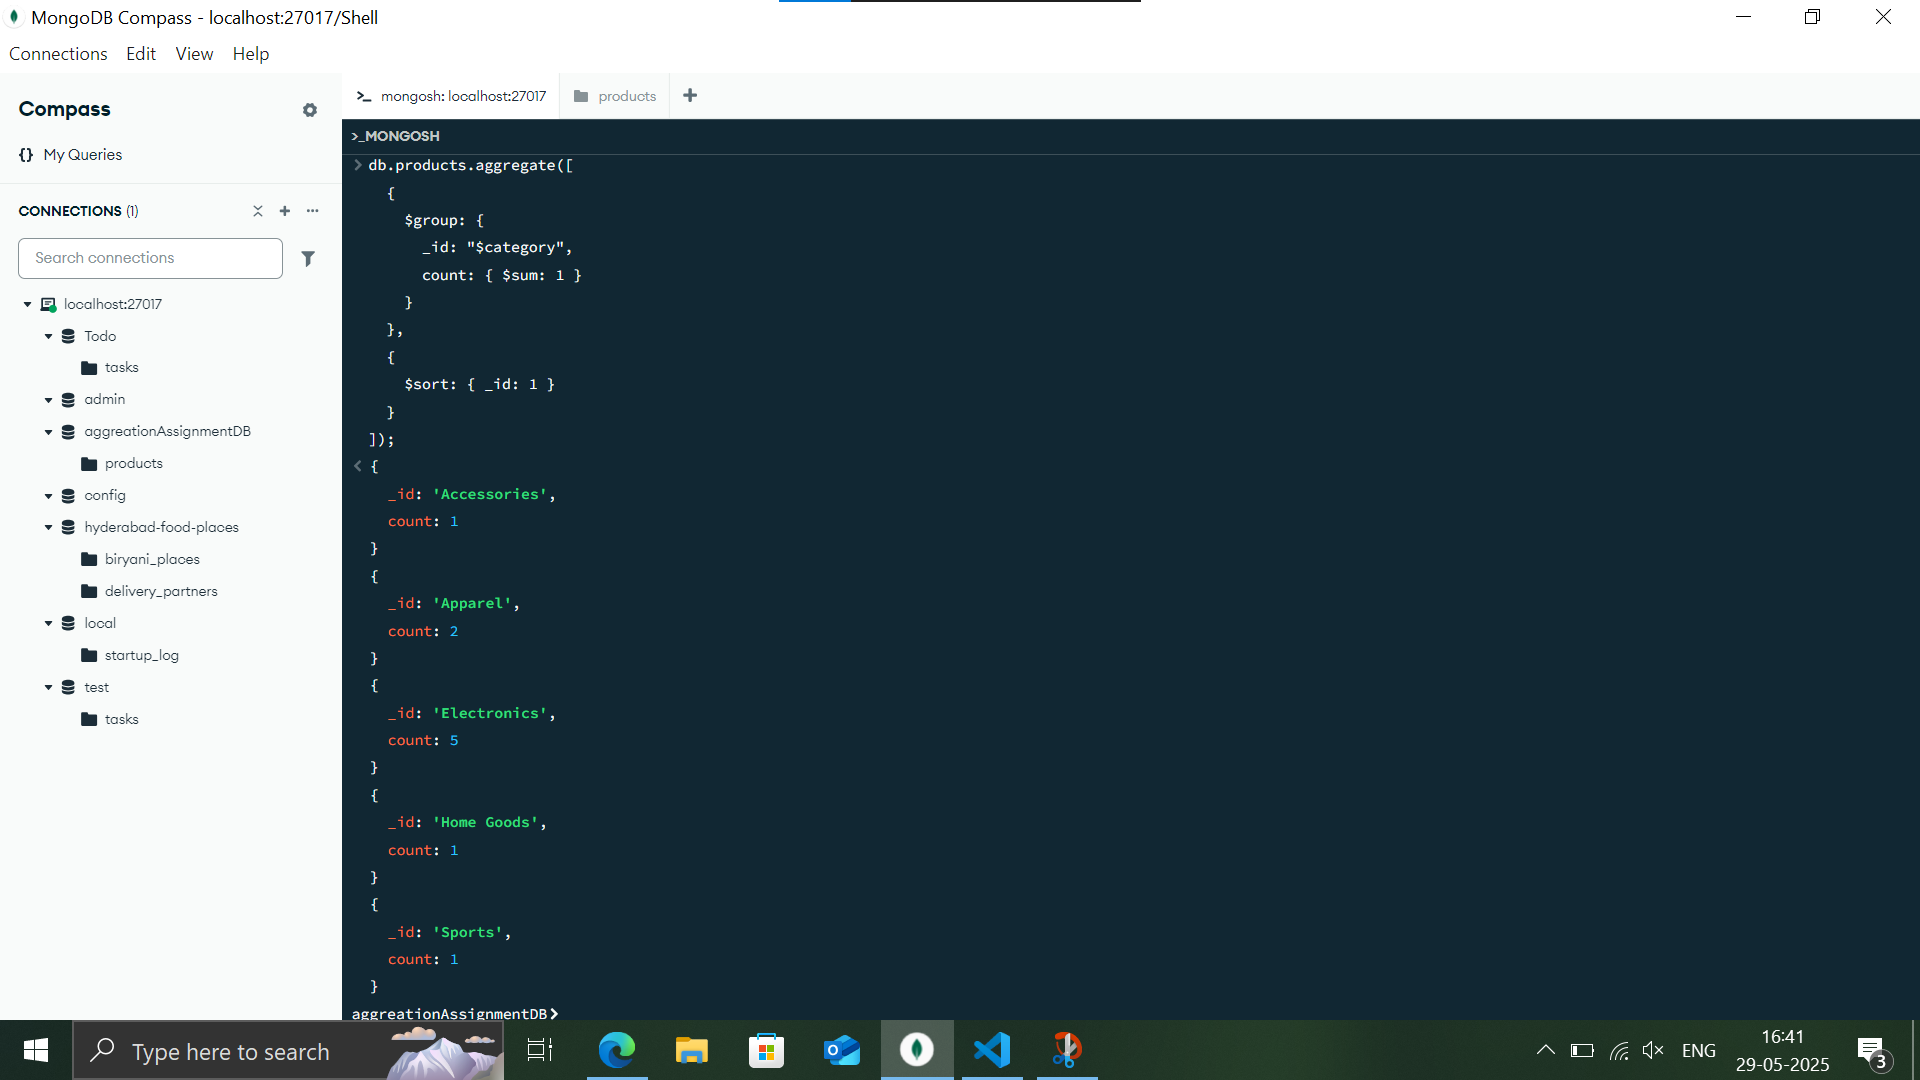 MongoDB Compass - localhost:27017/Shell
Connections Edit View Help
Compass
{} My Queries
CONNECTIONS (1)
Search connections
localhost:27017
Todo
tasks
admin
aggreationAssignmentDB
products
config
hyderabad-food-places
biryani_places
delivery_partners
local
startup_log
test
tasks
>_ mongosh: localhost:27017 products +
>_MONGOSH
> db.products.aggregate([
{
$group: {
_id: "$category",
count: { $sum: 1 }
}
},
{
$sort: { _id: 1 }
}
]);
< {
_id: 'Accessories',
count: 1
}
{
_id: 'Apparel',
count: 2
}
{
_id: 'Electronics',
count: 5
}
{
_id: 'Home Goods',
count: 1
}
{
_id: 'Sports',
count: 1
}
aggreationAssignmentDB>
Type here to search
ENG
16:41
29-05-2025
3